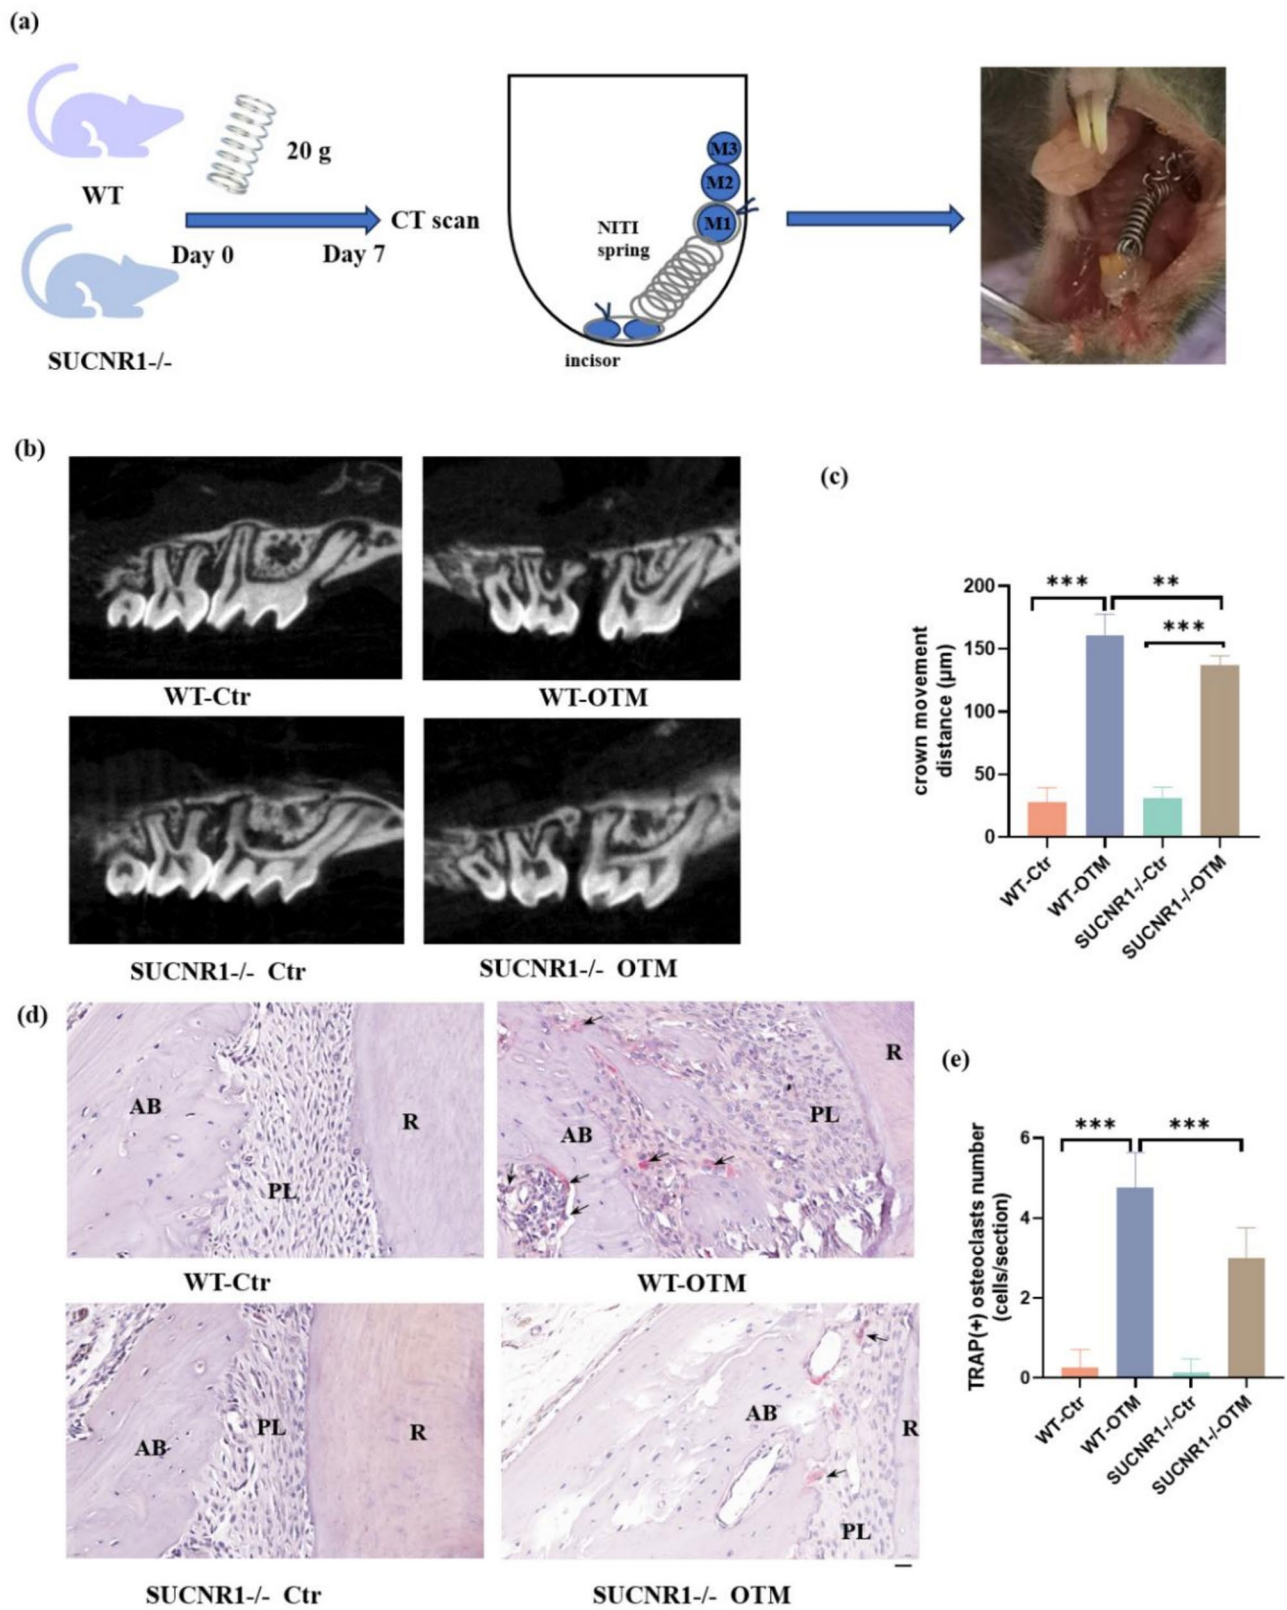 (a)
WT
20 g
Day 0
Day 7
CT scan
SUCNR1-/-
M3
M2
M1
NITI
spring
incisor
(b)
WT-Ctr
WT-OTM
SUCNR1-/- Ctr
SUCNR1-/- OTM
(c)
crown movement
distance (μm)
200
150
100
50
0
***
**
***
WT-Ctr
WT-OTM
SUCNR1-/-Ctr
SUCNR1-/-OTM
(d)
AB
PL
R
WT-Ctr
AB
PL
R
WT-OTM
AB
PL
R
SUCNR1-/- Ctr
AB
PL
R
SUCNR1-/- OTM
(e)
TRAP(+) osteoclasts number
(cells/section)
6
4
2
0
***
***
WT-Ctr
WT-OTM
SUCNR1-/-Ctr
SUCNR1-/-OTM